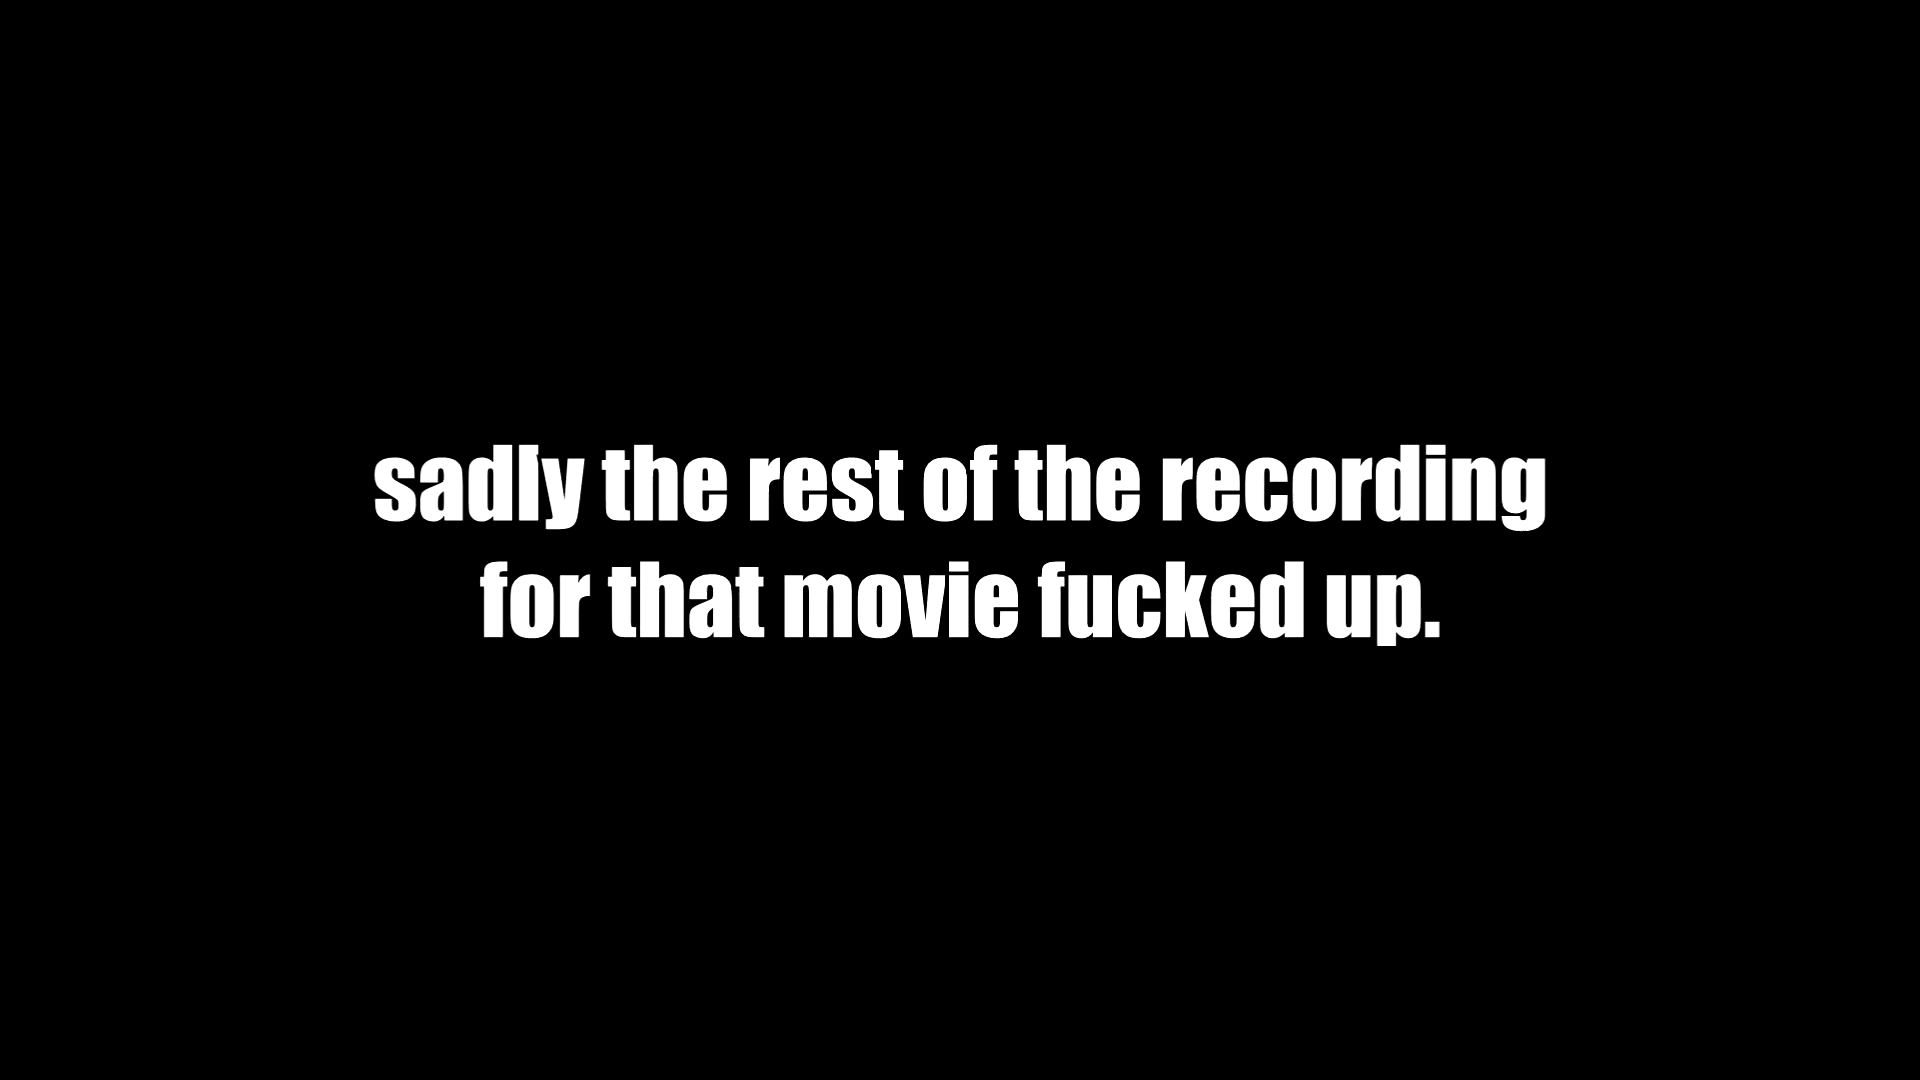 sadly the rest of the recording
for that movie fucked up.